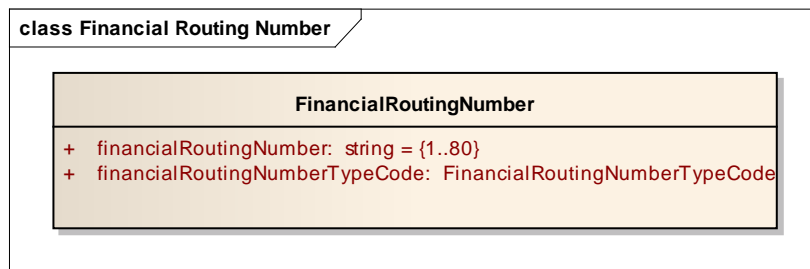 class Financial Routing Number
FinancialRoutingNumber
+ financialRoutingNumber: string = {1..80}
+ financialRoutingNumberTypeCode: FinancialRoutingNumberTypeCode